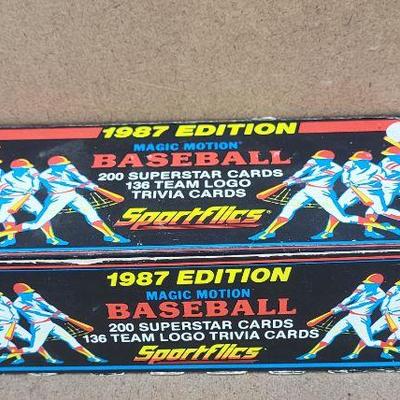 1987 EDITION
MAGIC MOTION®
BASEBALL
200 SUPERSTAR CARDS
136 TEAM LOGO
TRIVIA CARDS
Sportflics®
1987 EDITION
MAGIC MOTION
BASEBALL
200 SUPERSTAR CARDS
136 TEAM LOGO TRIVIA CARDS
Sportflics